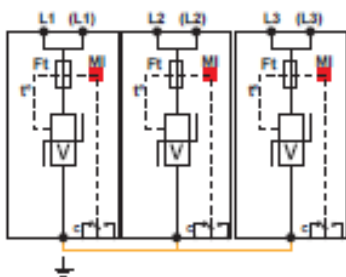 L1 (L1) L2 (L2) L3 (L3)
Ft MI Ft MI Ft MI
t° t° t°
V V V
c c c